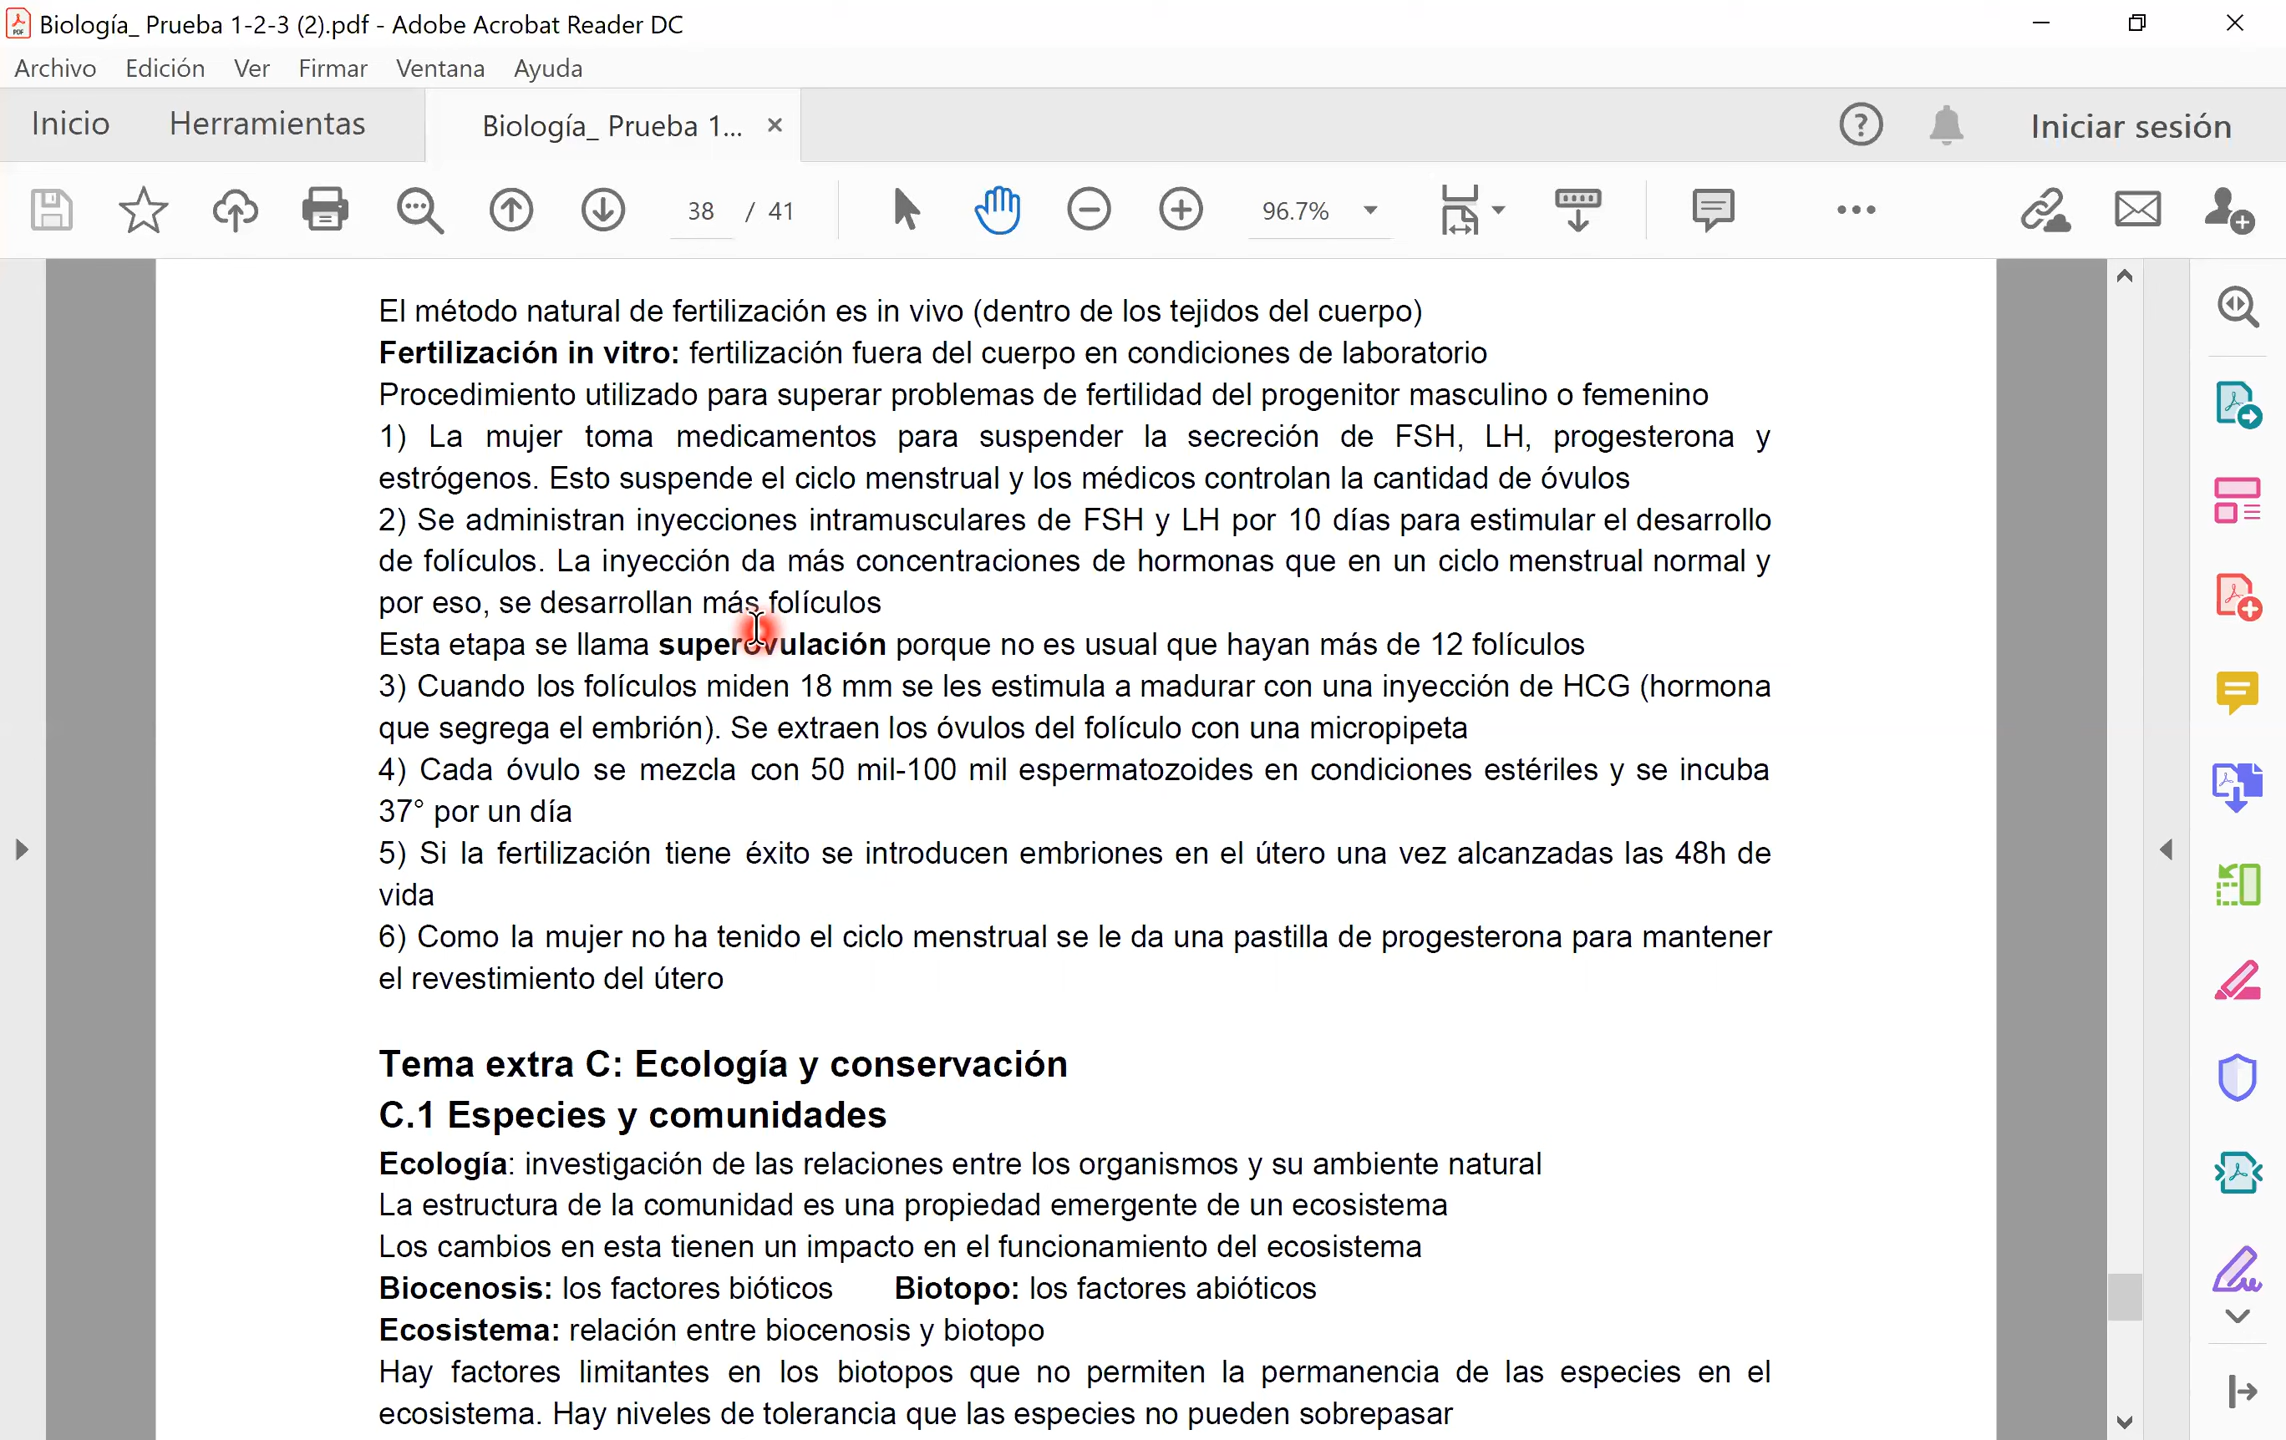 Biología_ Prueba 1-2-3 (2).pdf - Adobe Acrobat Reader DC
Archivo Edición Ver Firmar Ventana Ayuda
Inicio Herramientas Biología_ Prueba 1... × Iniciar sesión
38 / 41 96.7%
El método natural de fertilización es in vivo (dentro de los tejidos del cuerpo)
Fertilización in vitro: fertilización fuera del cuerpo en condiciones de laboratorio
Procedimiento utilizado para superar problemas de fertilidad del progenitor masculino o femenino
1) La mujer toma medicamentos para suspender la secreción de FSH, LH, progesterona y
estrógenos. Esto suspende el ciclo menstrual y los médicos controlan la cantidad de óvulos
2) Se administran inyecciones intramusculares de FSH y LH por 10 días para estimular el desarrollo
de folículos. La inyección da más concentraciones de hormonas que en un ciclo menstrual normal y
por eso, se desarrollan más folículos
Esta etapa se llama superovulación porque no es usual que hayan más de 12 folículos
3) Cuando los folículos miden 18 mm se les estimula a madurar con una inyección de HCG (hormona
que segrega el embrión). Se extraen los óvulos del folículo con una micropipeta
4) Cada óvulo se mezcla con 50 mil-100 mil espermatozoides en condiciones estériles y se incuba
37° por un día
5) Si la fertilización tiene éxito se introducen embriones en el útero una vez alcanzadas las 48h de
vida
6) Como la mujer no ha tenido el ciclo menstrual se le da una pastilla de progesterona para mantener
el revestimiento del útero
Tema extra C: Ecología y conservación
C.1 Especies y comunidades
Ecología: investigación de las relaciones entre los organismos y su ambiente natural
La estructura de la comunidad es una propiedad emergente de un ecosistema
Los cambios en esta tienen un impacto en el funcionamiento del ecosistema
Biocenosis: los factores bióticos Biotopo: los factores abióticos
Ecosistema: relación entre biocenosis y biotopo
Hay factores limitantes en los biotopos que no permiten la permanencia de las especies en el
ecosistema. Hay niveles de tolerancia que las especies no pueden sobrepasar